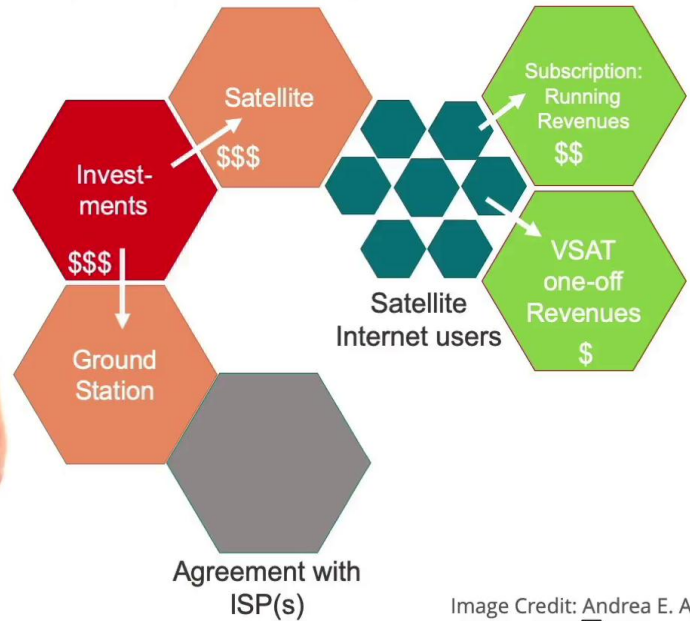 Satellite
$$$
Invest-
ments
$$$
Ground
Station
Agreement with
ISP(s)
Satellite
Internet users
Subscription:
Running
Revenues
$$
VSAT
one-off
Revenues
$
Image Credit: Andrea E. A